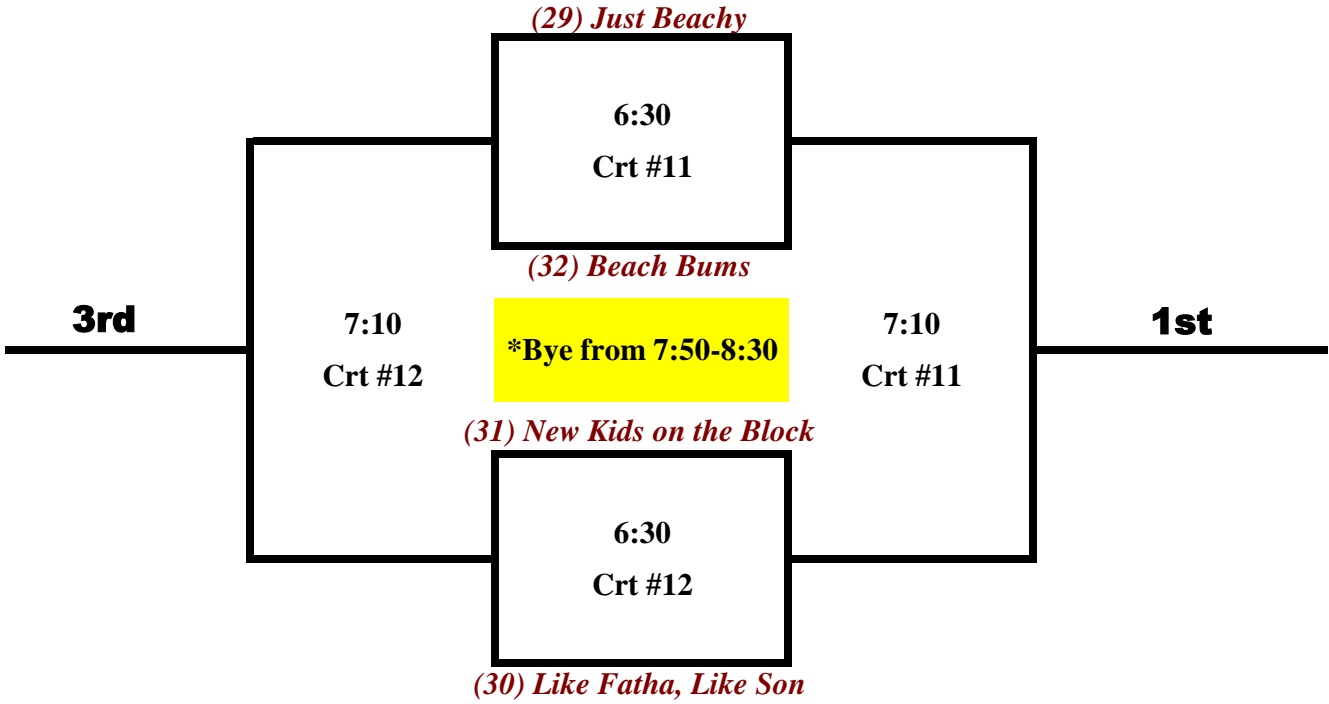 (29) Just Beachy
6:30
Crt #11
(32) Beach Bums
3rd
7:10
Crt #12
*Bye from 7:50-8:30
7:10
Crt #11
1st
(31) New Kids on the Block
6:30
Crt #12
(30) Like Fatha, Like Son